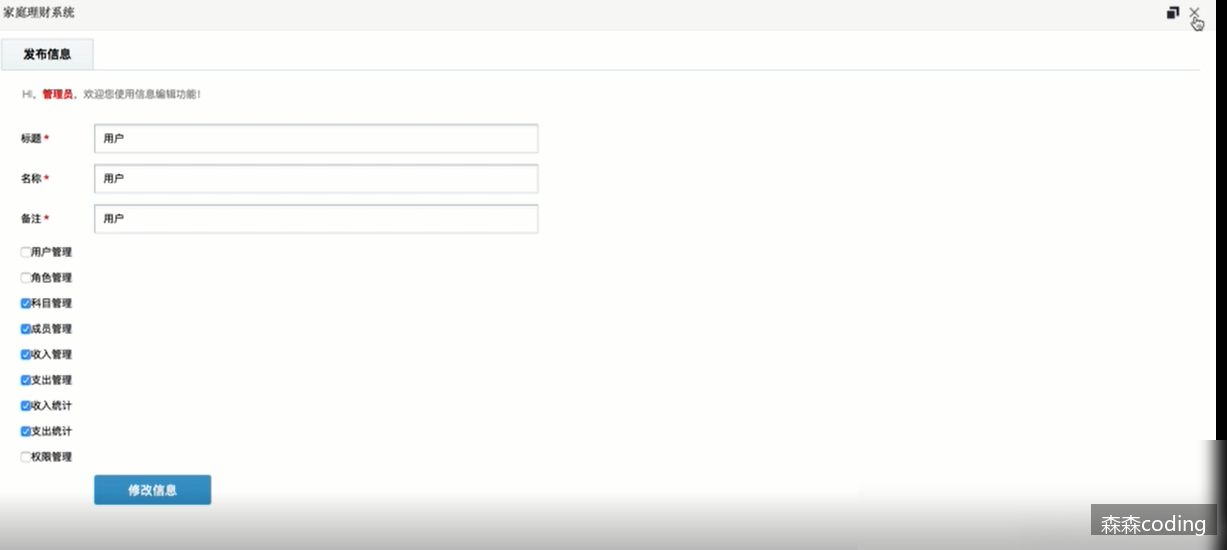 家庭理财系统
发布信息
Hi，管理员，欢迎您使用信息编辑功能！
标题* 用户
名称* 用户
备注* 用户
用户管理
角色管理
科目管理
成员管理
收入管理
支出管理
收入统计
支出统计
权限管理
修改信息
森森coding